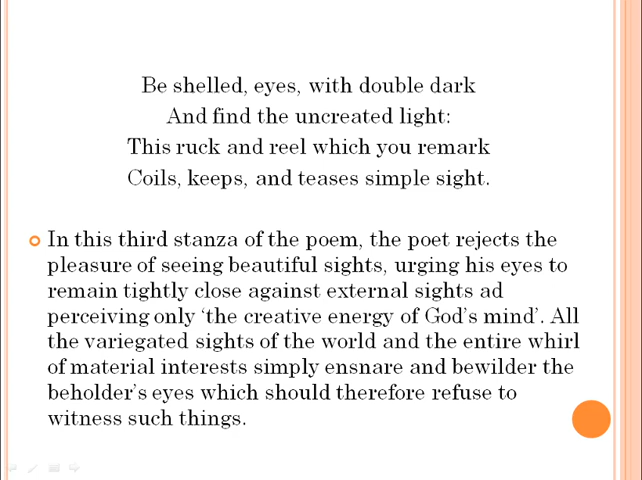 Be shelled, eyes, with double dark
And find the uncreated light:
This ruck and reel which you remark
Coils, keeps, and teases simple sight.
In this third stanza of the poem, the poet rejects the
pleasure of seeing beautiful sights, urging his eyes to
remain tightly close against external sights ad
perceiving only ‘the creative energy of God’s mind’. All
the variegated sights of the world and the entire whirl
of material interests simply ensnare and bewilder the
beholder’s eyes which should therefore refuse to
witness such things.